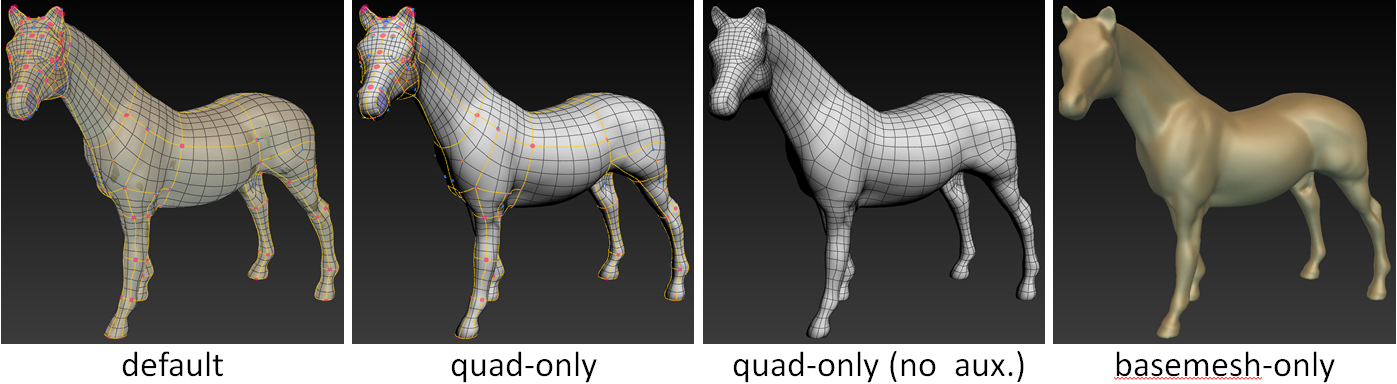 default
quad-only
quad-only (no  aux.)
basemesh-only